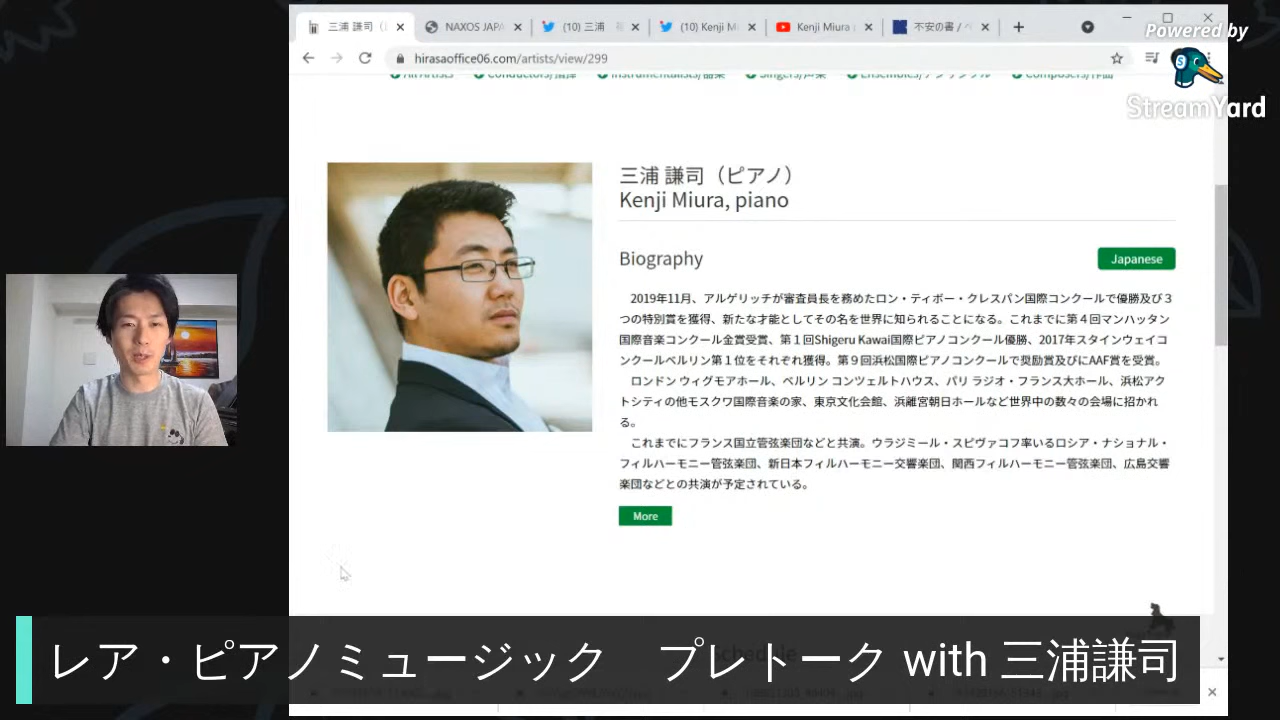 三浦 謙司（
NAXOS JAPA
(10) 三浦
(10) Kenji M
Kenji Miura
不安の書 / ペ
hirasaoffice06.com/artists/view/299
Powered by
StreamYard
All Artists Conductors/指揮 Instrumentalists/器楽 Singers/声楽 Ensembles/アンサンブル Composers/作曲
三浦 謙司（ピアノ）
Kenji Miura, piano
Biography
Japanese
2019年11月、アルゲリッチが審査員長を務めたロン・ティボー・クレスパン国際コンクールで優勝及び３
つの特別賞を獲得、新たな才能としてその名を世界に知られることになる。これまでに第４回マンハッタン
国際音楽コンクール金賞受賞、第１回Shigeru Kawai国際ピアノコンクール優勝、2017年スタインウェイコ
ンクールベルリン第１位をそれぞれ獲得。第９回浜松国際ピアノコンクールで奨励賞及びにAAF賞を受賞。
ロンドン ウィグモアホール、ベルリン コンツェルトハウス、パリ ラジオ・フランス大ホール、浜松アク
トシティの他モスクワ国際音楽の家、東京文化会館、浜離宮朝日ホールなど世界中の数々の会場に招かれ
る。
これまでにフランス国立管弦楽団などと共演。ウラジミール・スピヴァコフ率いるロシア・ナショナル・
フィルハーモニー管弦楽団、新日本フィルハーモニー交響楽団、関西フィルハーモニー管弦楽団、広島交響
楽団などとの共演が予定されている。
More
Schedule
レア・ピアノミュージック　プレトーク with 三浦謙司